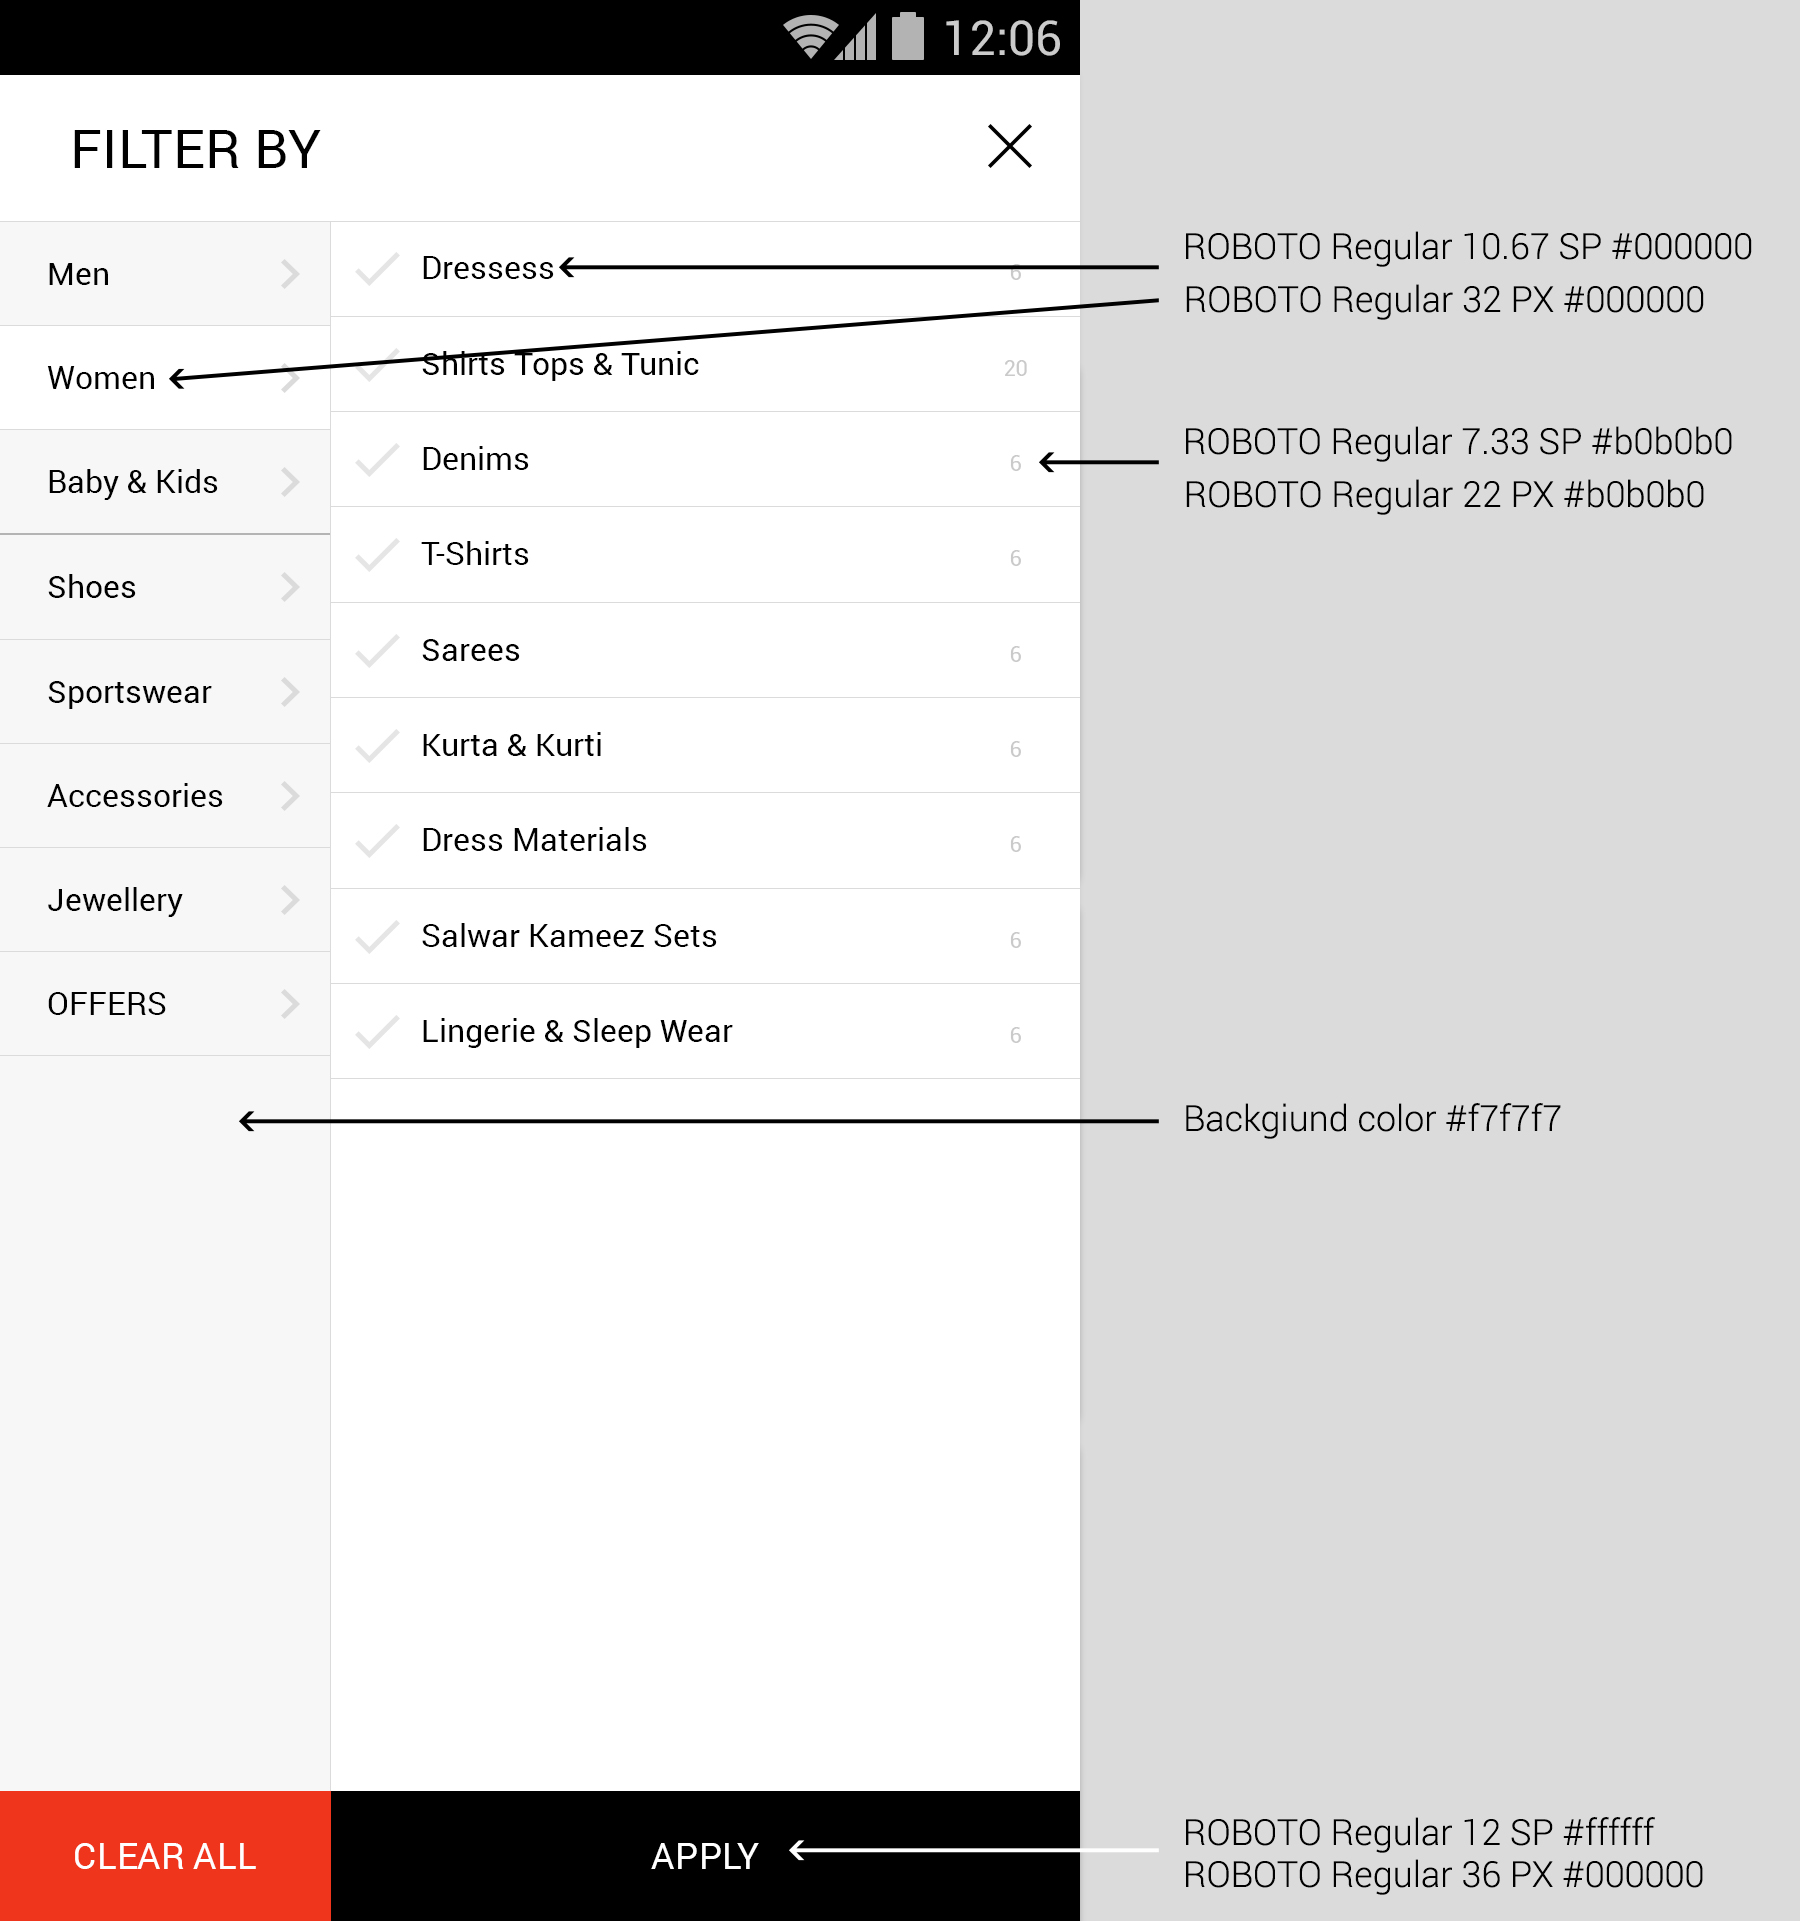 12:06
FILTER BY
Men
Women
Baby & Kids
Shoes
Sportswear
Accessories
Jewellery
OFFERS
Dressess 6
Shirts Tops & Tunic 20
Denims 6
T-Shirts 6
Sarees 6
Kurta & Kurti 6
Dress Materials 6
Salwar Kameez Sets 6
Lingerie & Sleep Wear 6
CLEAR ALL
APPLY
ROBOTO Regular 10.67 SP #000000
ROBOTO Regular 32 PX #000000
ROBOTO Regular 7.33 SP #b0b0b0
ROBOTO Regular 22 PX #b0b0b0
Backgiund color #f7f7f7
ROBOTO Regular 12 SP #ffffff
ROBOTO Regular 36 PX #000000